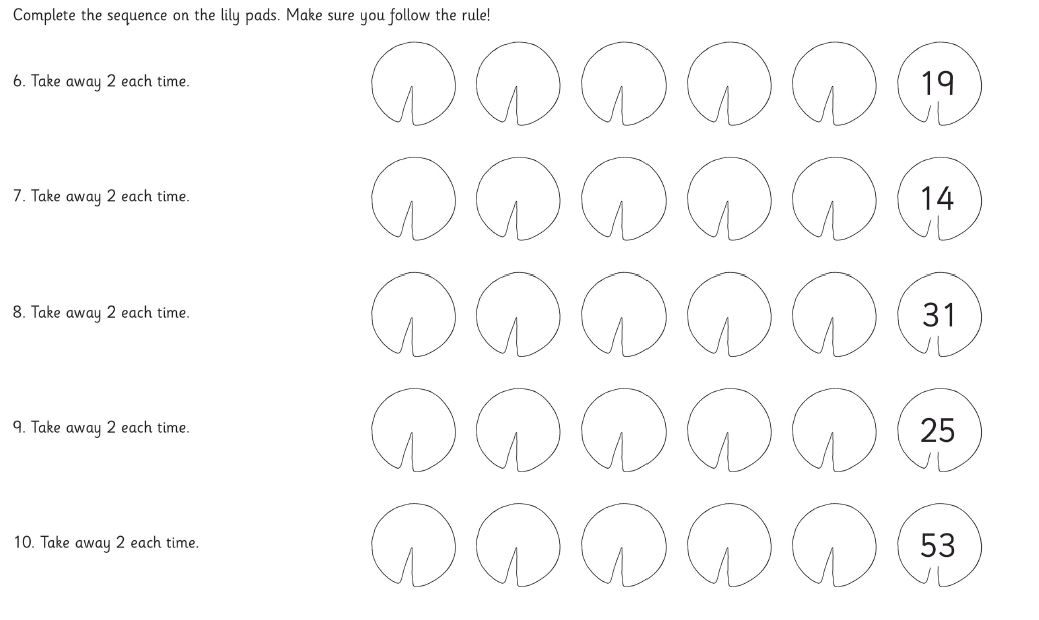 Complete the sequence on the lily pads. Make sure you follow the rule!
6. Take away 2 each time.
19
7. Take away 2 each time.
14
8. Take away 2 each time.
31
9. Take away 2 each time.
25
10. Take away 2 each time.
53